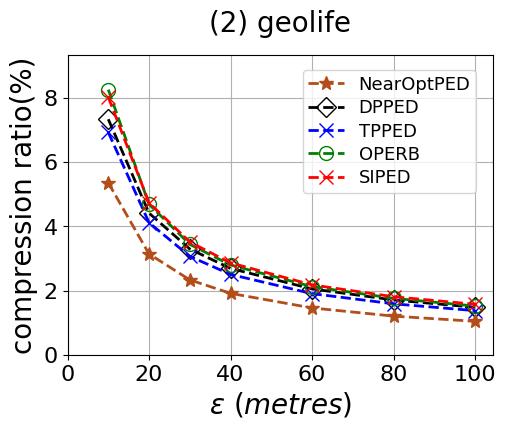 (2) geolife
compression ratio(%)
8
6
4
2
0
NearOptPED
DPPED
TPPED
OPERB
SIPED
0 20 40 60 80 100
ε (metres)